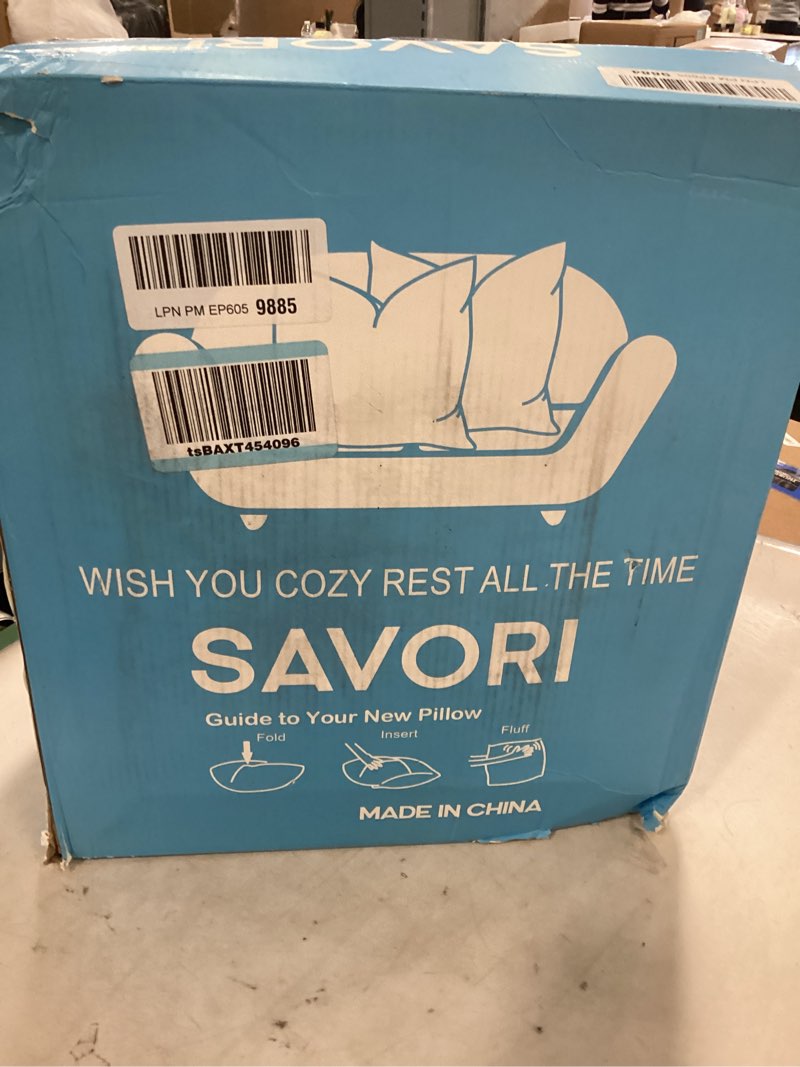 SAVORI
LPN PM EP605 9885
tsBAXT454096
WISH YOU COZY REST ALL THE TIME
SAVORI
Guide to Your New Pillow
Fold
Insert
Fluff
MADE IN CHINA